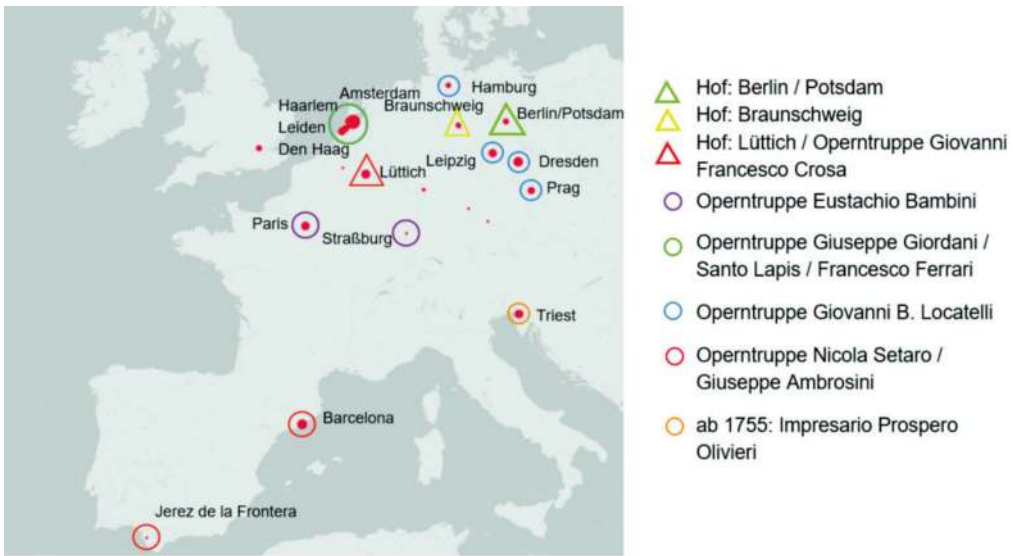 Amsterdam
Hamburg
Haarlem
Braunschweig
Berlin/Potsdam
Leiden
Den Haag
Leipzig
Dresden
Lüttich
Prag
Paris
Straßburg
Triest
Barcelona
Jerez de la Frontera
Hof: Berlin / Potsdam
Hof: Braunschweig
Hof: Lüttich / Operntruppe Giovanni
Francesco Crosa
Operntruppe Eustachio Bambini
Operntruppe Giuseppe Giordani /
Santo Lapis / Francesco Ferrari
Operntruppe Giovanni B. Locatelli
Operntruppe Nicola Setaro /
Giuseppe Ambrosini
ab 1755: Impresario Prospero
Olivieri